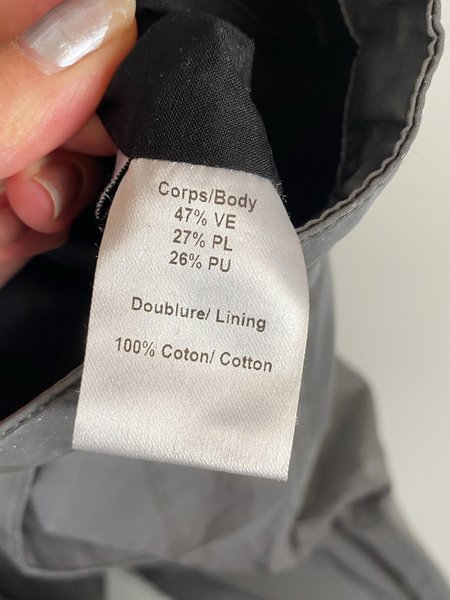 Corps/Body
47% VE
27% PL
26% PU
Doublure/ Lining
100% Coton/ Cotton